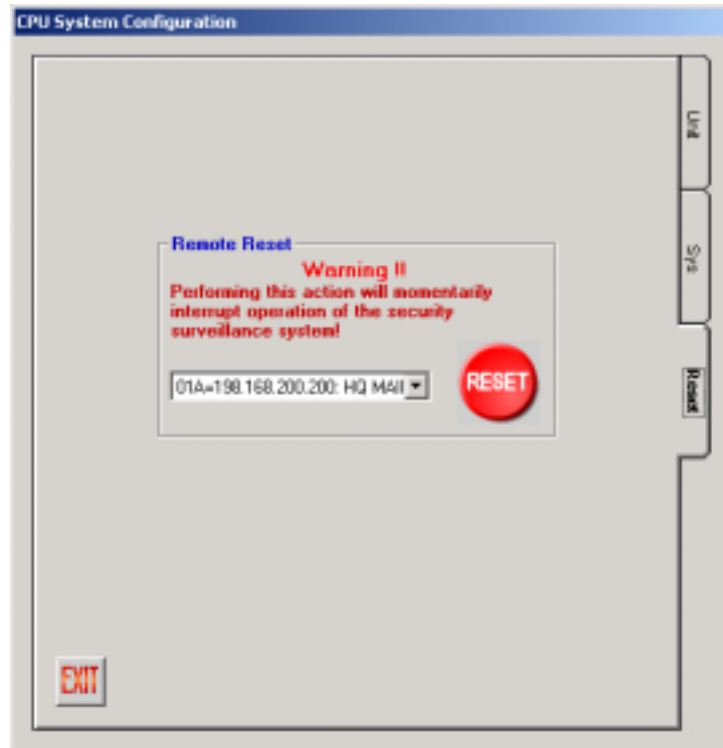 CPU System Configuration
Unit
Sys
Reset
Remote Reset
Warning !!
Performing this action will momentarily
interrupt operation of the security
surveillance system!
01A=198.168.200.200: HQ MAI
RESET
EXIT